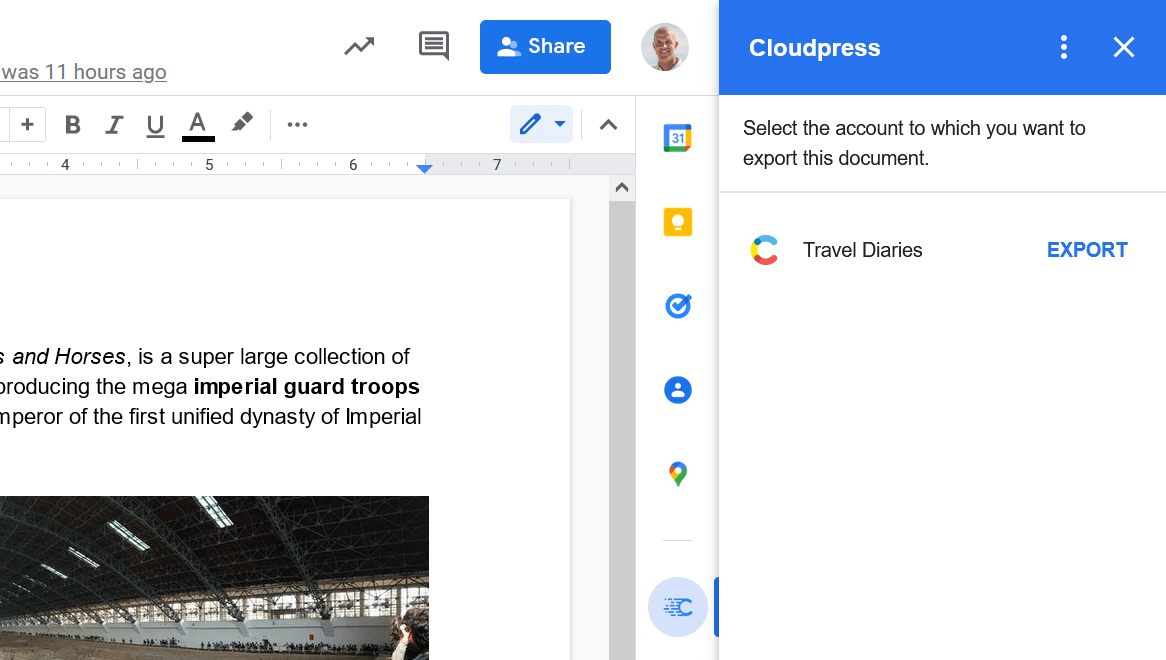 was 11 hours ago
Share
Cloudpress
+ B I U A
4 5 6 7
31
Select the account to which you want to
export this document.
Travel Diaries
EXPORT
and Horses, is a super large collection of
producing the mega imperial guard troops
mperor of the first unified dynasty of Imperial